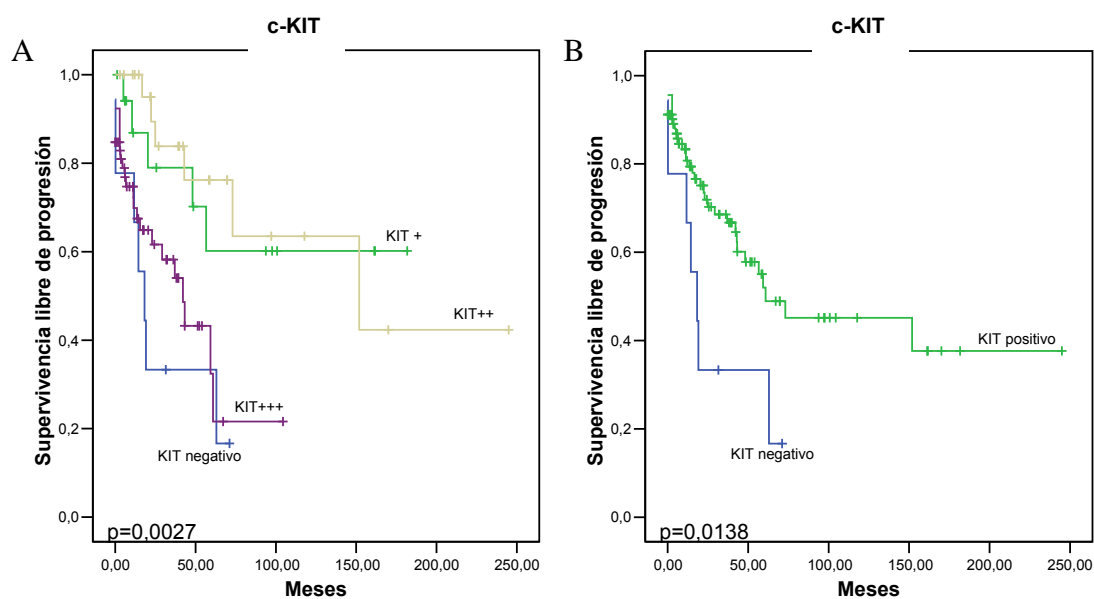 A
c-KIT
Supervivencia libre de progresión
1,0
0,8
0,6
0,4
0,2
0,0
KIT +
KIT++
KIT+++
KIT negativo
p=0,0027
0,00 50,00 100,00 150,00 200,00 250,00
Meses
B
c-KIT
Supervivencia libre de progresión
1,0
0,8
0,6
0,4
0,2
0,0
KIT positivo
KIT negativo
p=0,0138
0,00 50,00 100,00 150,00 200,00 250,00
Meses